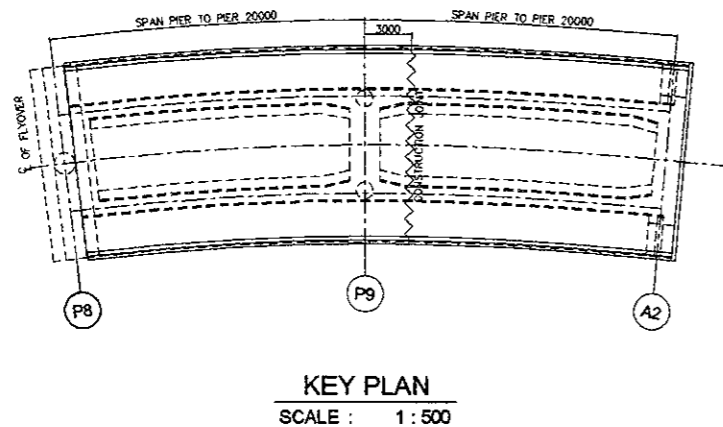 SPAN PIER TO PIER 20000
SPAN PIER TO PIER 20000
3000
℄ OF FLYOVER
CONSTRUCTION JOINT
P8
P9
A2
KEY PLAN
SCALE : 1 : 500